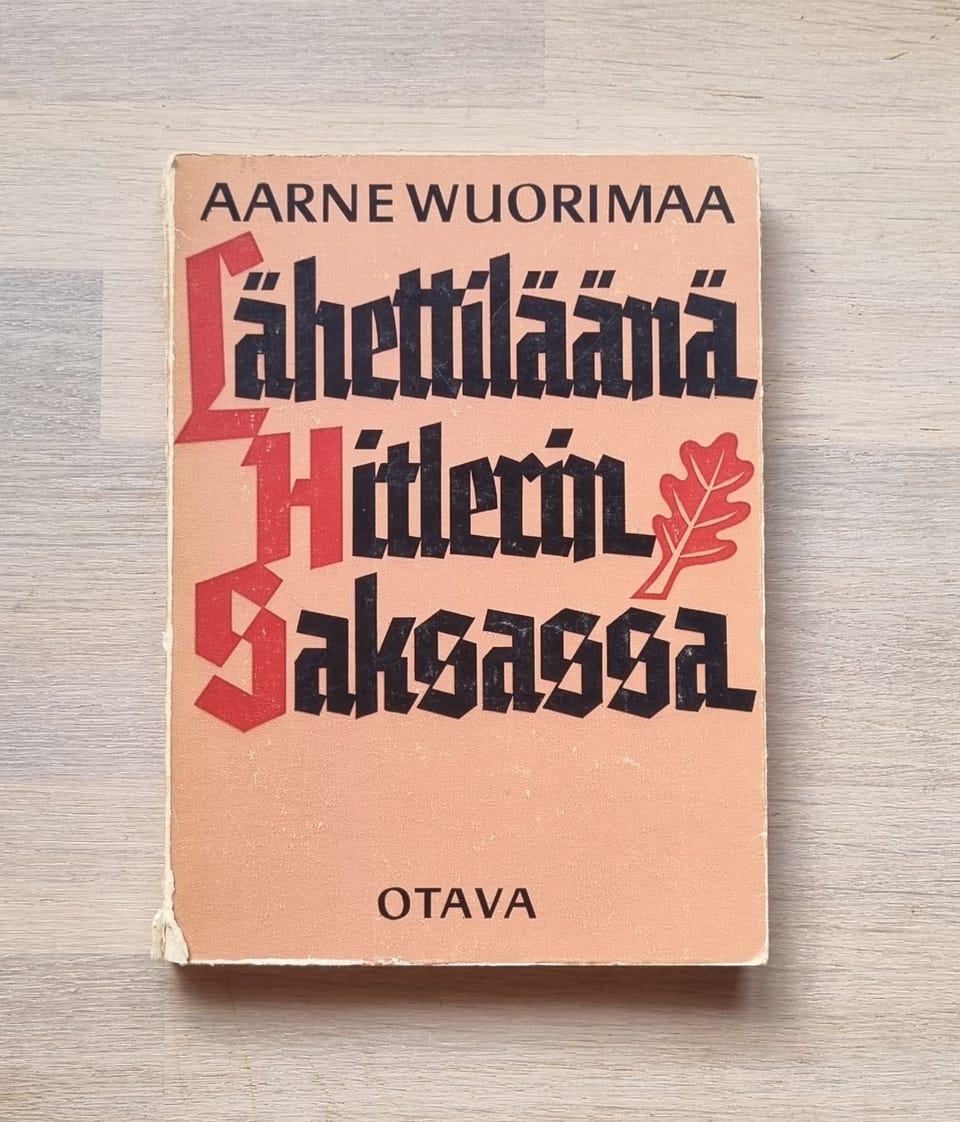 AARNE WUORIMAA
Lähettiläänä
Hitlerin
Saksassa
OTAVA